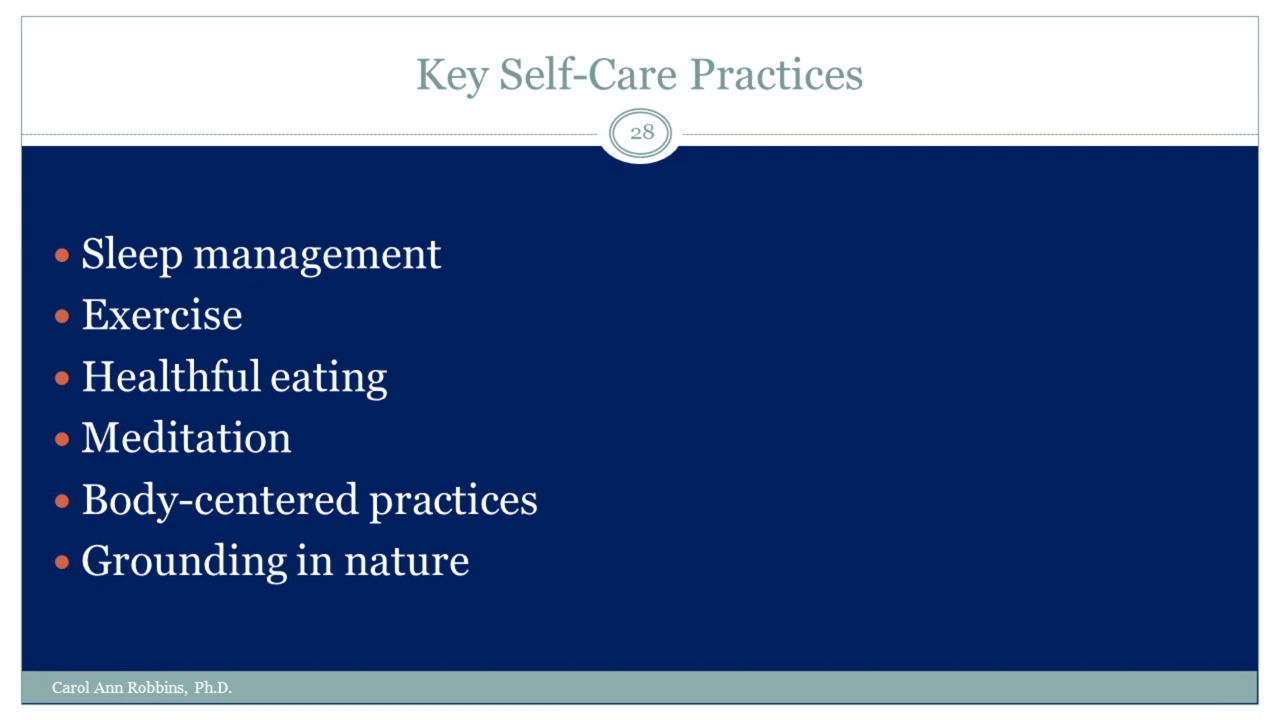 Key Self-Care Practices
28
• Sleep management
• Exercise
• Healthful eating
• Meditation
• Body-centered practices
• Grounding in nature
Carol Ann Robbins, Ph.D.